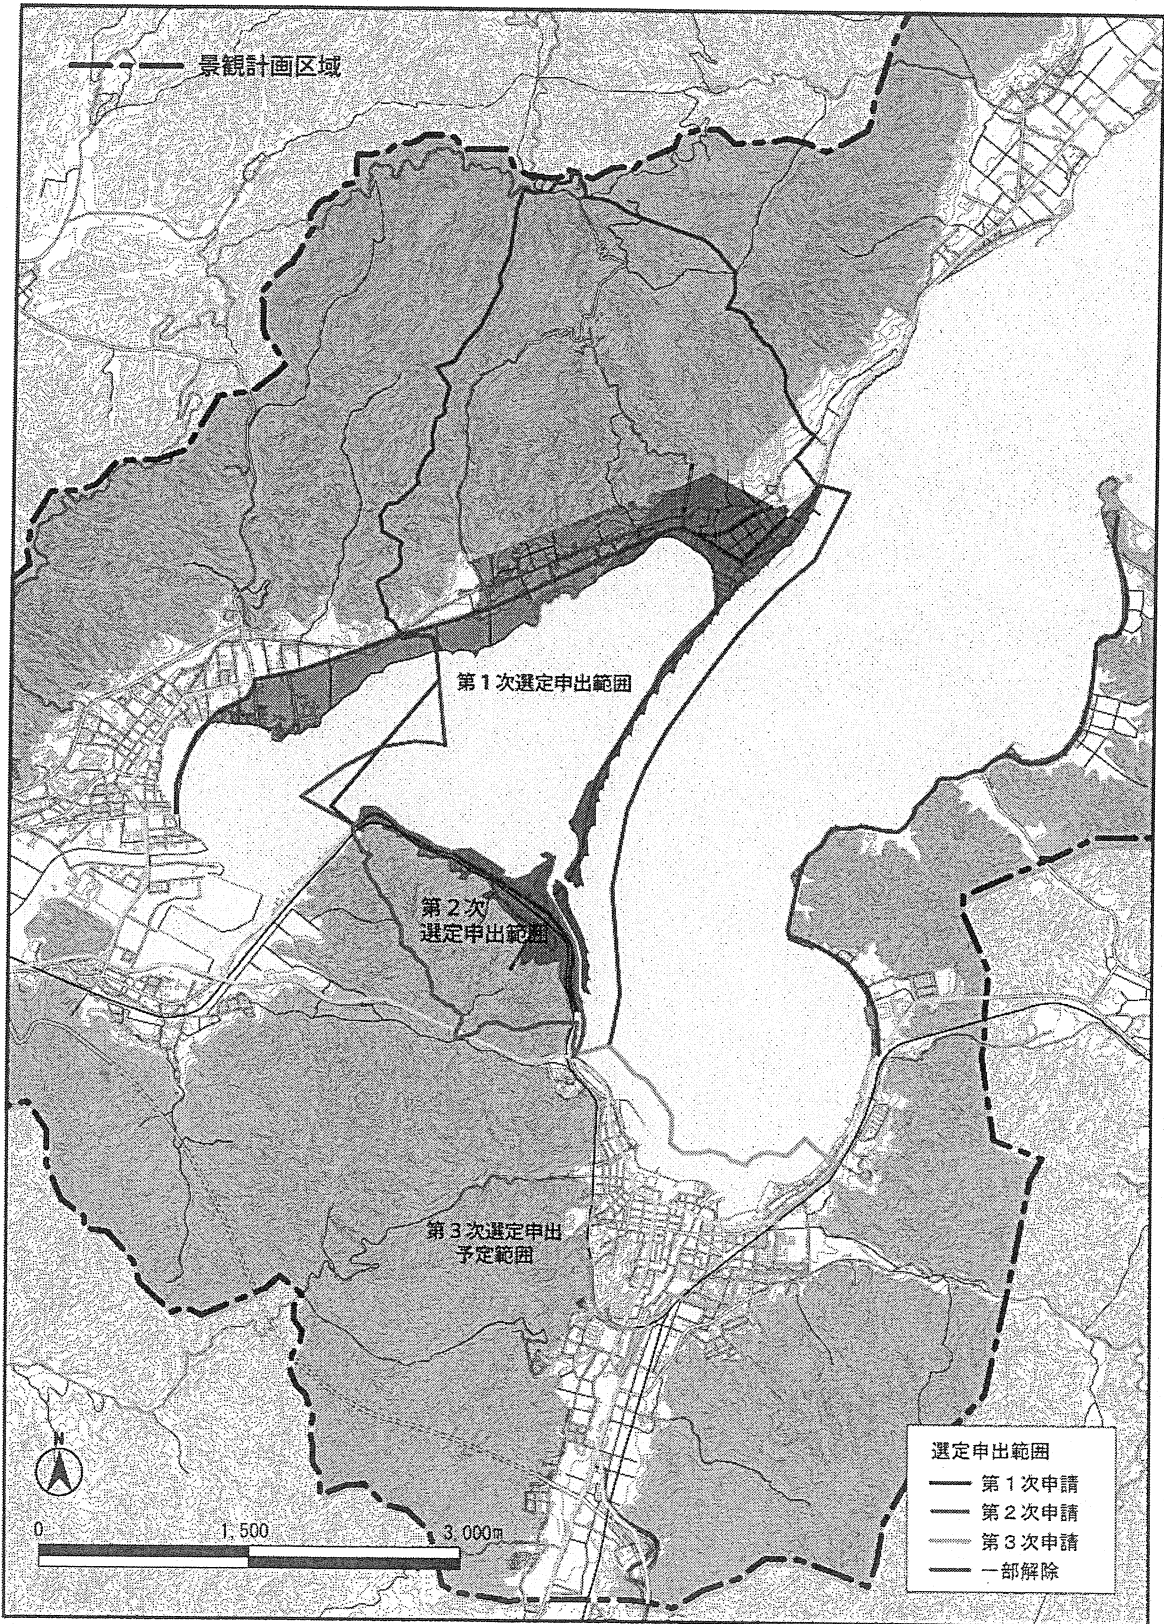 景観計画区域
第1次選定申出範囲
第2次
選定申出範囲
第3次選定申出
予定範囲
N
0 1,500 3,000m
選定申出範囲
第1次申請
第2次申請
第3次申請
一部解除